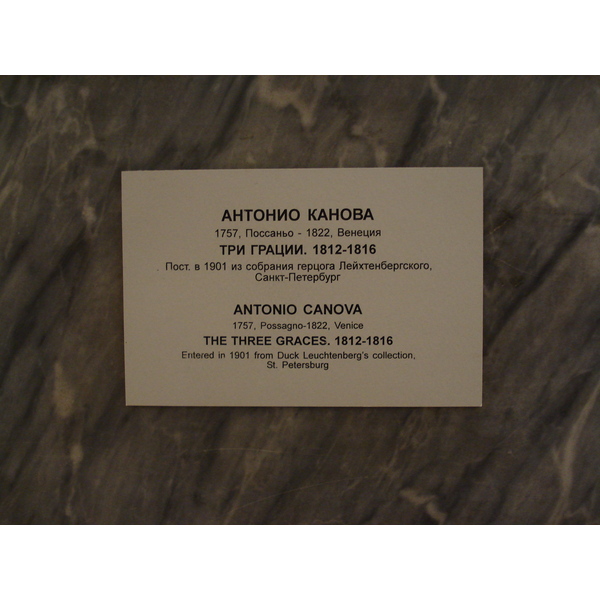 АНТОНИО КАНОВА
1757, Поссаньо - 1822, Венеция
ТРИ ГРАЦИИ. 1812-1816
Пост. в 1901 из собрания герцога Лейхтенбергского,
Санкт-Петербург
ANTONIO CANOVA
1757, Possagno-1822, Venice
THE THREE GRACES. 1812-1816
Entered in 1901 from Duck Leuchtenberg's collection,
St. Petersburg